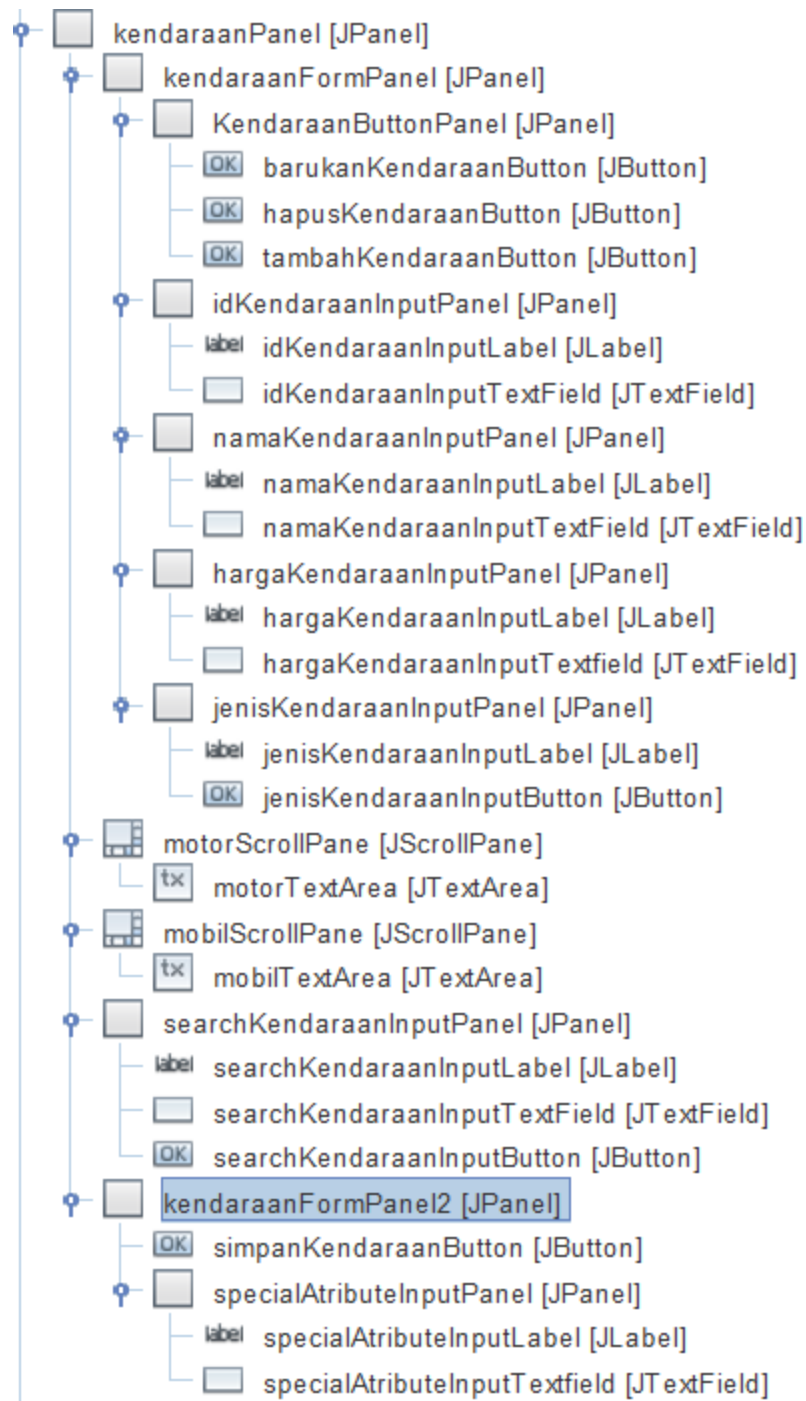 kendaraanPanel [JPanel]
kendaraanFormPanel [JPanel]
KendaraanButtonPanel [JPanel]
OK barukanKendaraanButton [JButton]
OK hapusKendaraanButton [JButton]
OK tambahKendaraanButton [JButton]
idKendaraanInputPanel [JPanel]
label idKendaraanInputLabel [JLabel]
idKendaraanInputTextField [JTextField]
namaKendaraanInputPanel [JPanel]
label namaKendaraanInputLabel [JLabel]
namaKendaraanInputTextField [JTextField]
hargaKendaraanInputPanel [JPanel]
label hargaKendaraanInputLabel [JLabel]
hargaKendaraanInputTextfield [JTextField]
jenisKendaraanInputPanel [JPanel]
label jenisKendaraanInputLabel [JLabel]
OK jenisKendaraanInputButton [JButton]
motorScrollPane [JScrollPane]
tx motorTextArea [JTextArea]
mobilScrollPane [JScrollPane]
tx mobilTextArea [JTextArea]
searchKendaraanInputPanel [JPanel]
label searchKendaraanInputLabel [JLabel]
searchKendaraanInputTextField [JTextField]
OK searchKendaraanInputButton [JButton]
kendaraanFormPanel2 [JPanel]
OK simpanKendaraanButton [JButton]
specialAtributeInputPanel [JPanel]
label specialAtributeInputLabel [JLabel]
specialAtributeInputTextfield [JTextField]